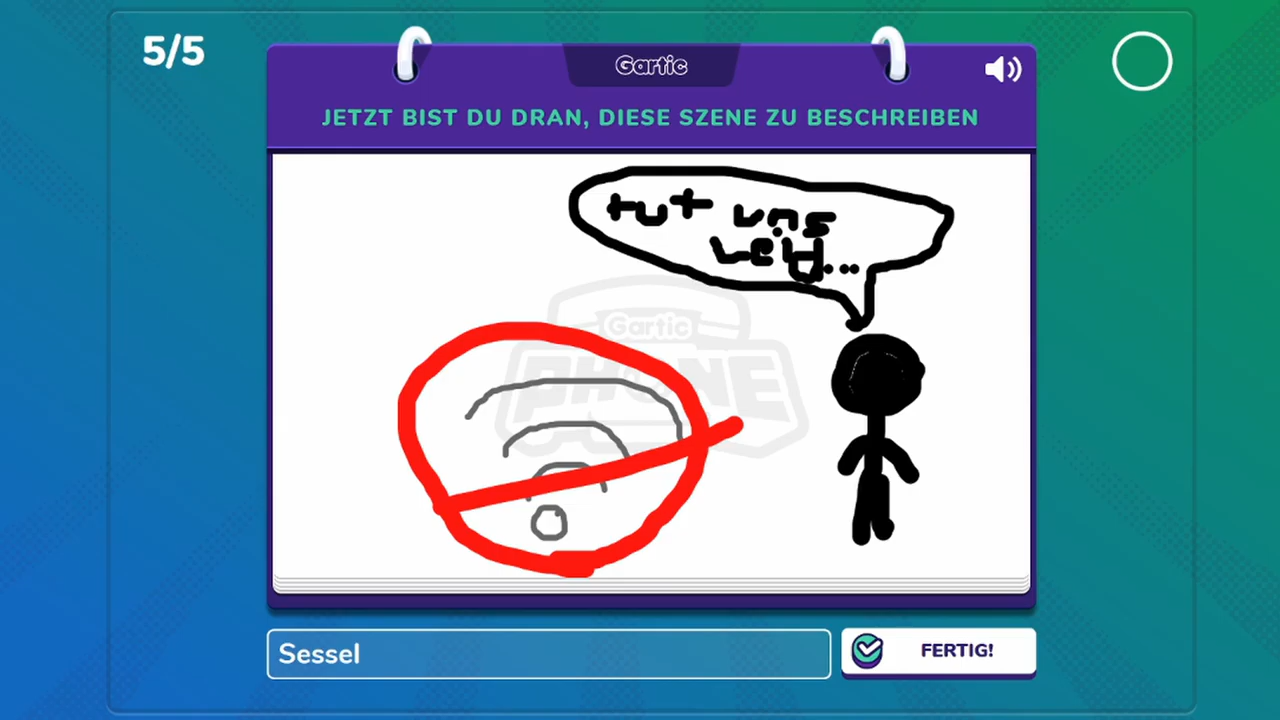 5/5
Gartic
JETZT BIST DU DRAN, DIESE SZENE ZU BESCHREIBEN
tut uns
leid...
Gartic
PHONE
Sessel
FERTIG!